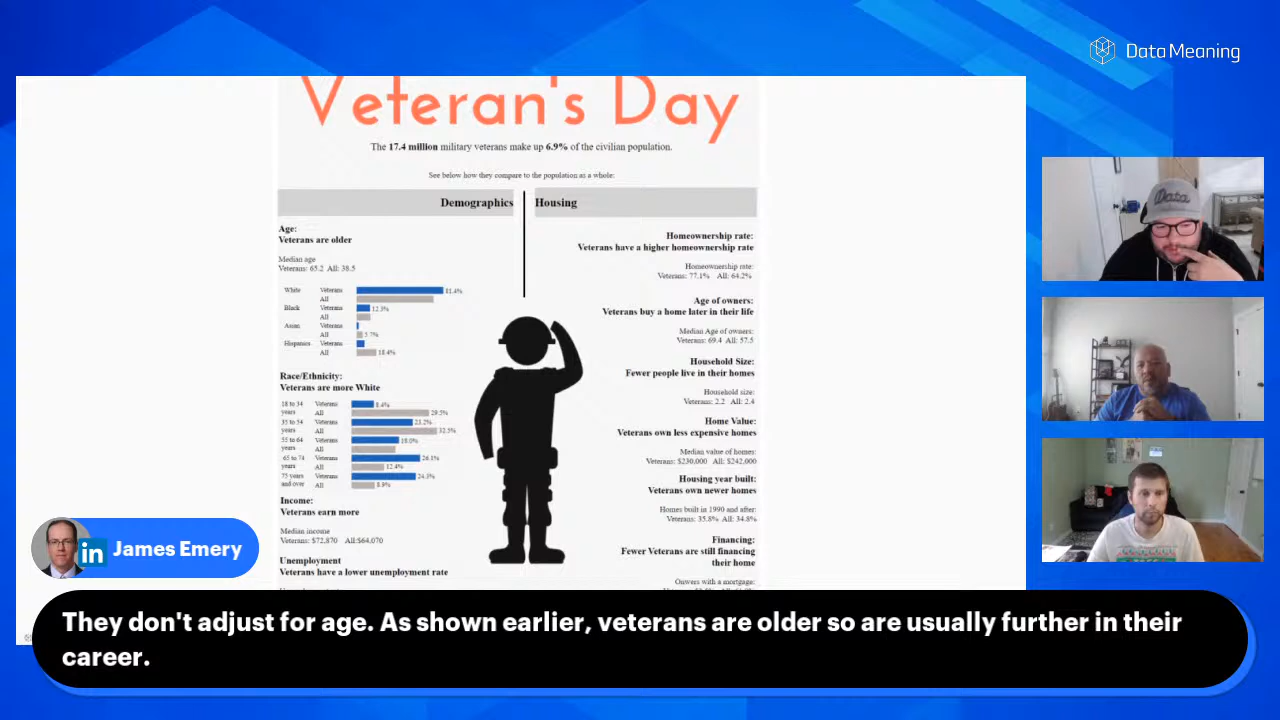 Data Meaning
Veteran's Day
The 17.4 million military veterans make up 6.9% of the civilian population.
See below how they compare to the population as a whole:
Demographics
Housing
Age:
Veterans are older
Median age
Veterans: 65.2 All: 38.5
White Veterans 81.4%
All
Black Veterans 12.3%
All
Asian Veterans
All 5.7%
Hispanics Veterans
All 18.4%
Race/Ethnicity:
Veterans are more White
18 to 34 Veterans 8.4%
years All 29.5%
35 to 54 Veterans 23.2%
years All 32.5%
55 to 64 Veterans 18.0%
years All
65 to 74 Veterans 26.1%
years All 12.4%
75 years Veterans 24.3%
and over All 8.9%
Income:
Veterans earn more
Median income
Veterans: $72,870 All:$64,070
Unemployment
Veterans have a lower unemployment rate
Homeownership rate:
Veterans have a higher homeownership rate
Homeownership rate:
Veterans: 77.1% All: 64.2%
Age of owners:
Veterans buy a home later in their life
Median Age of owners:
Veterans: 69.4 All: 57.5
Household Size:
Fewer people live in their homes
Household size:
Veterans: 2.2 All: 2.4
Home Value:
Veterans own less expensive homes
Median value of homes:
Veterans: $230,000 All: $242,000
Housing year built:
Veterans own newer homes
Homes built in 1990 and after:
Veterans: 35.8% All: 34.8%
Financing:
Fewer Veterans are still financing
their home
Onwers with a mortgage:
Data
in James Emery
They don't adjust for age. As shown earlier, veterans are older so are usually further in their
career.